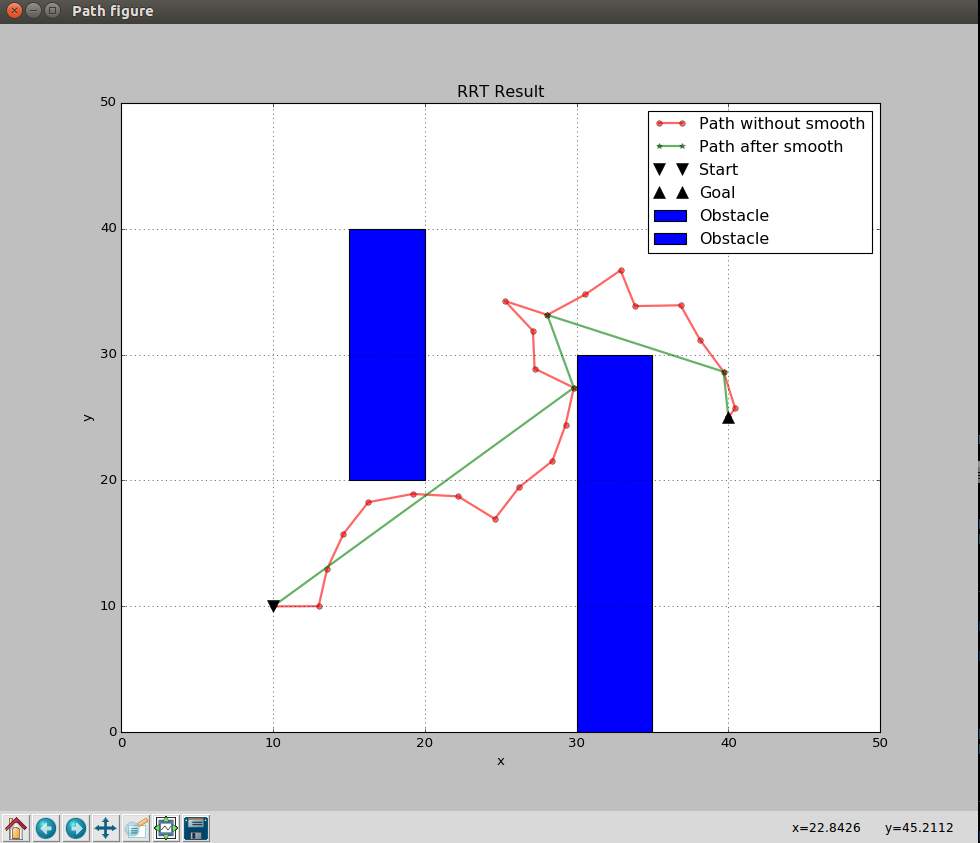 Path figure
RRT Result
50
40
30
20
10
0
y
Path without smooth
Path after smooth
Start
Goal
Obstacle
Obstacle
0 10 20 30 40 50
x
x=22.8426 y=45.2112